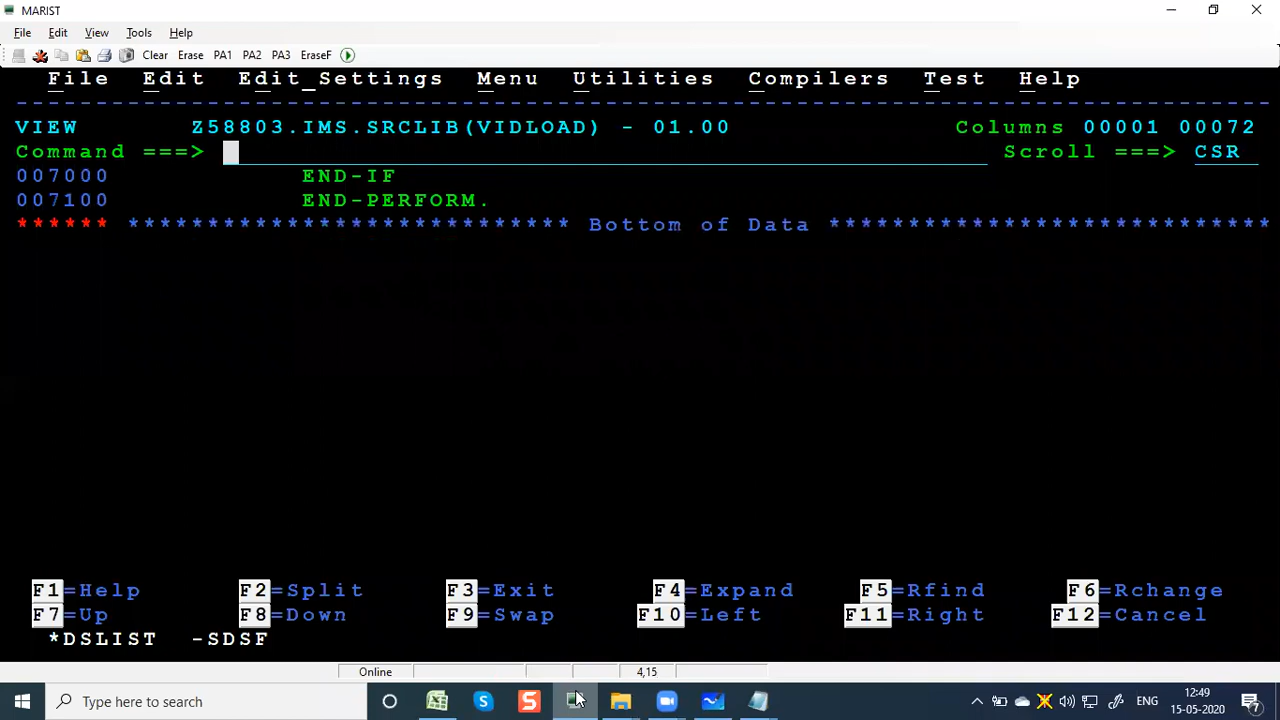 MARIST
File Edit View Tools Help
Clear Erase PA1 PA2 PA3 EraseF
File Edit Edit_Settings Menu Utilities Compilers Test Help
VIEW Z58803.IMS.SRCLIB(VIDLOAD) - 01.00 Columns 00001 00072
Command ===> Scroll ===> CSR
007000 END-IF
007100 END-PERFORM.
****** *************************** Bottom of Data ***************************
F1=Help F2=Split F3=Exit F4=Expand F5=Rfind F6=Rchange
F7=Up F8=Down F9=Swap F10=Left F11=Right F12=Cancel
*DSLIST -SDSF
Online 4,15
Type here to search ENG 12:49
15-05-2020 7